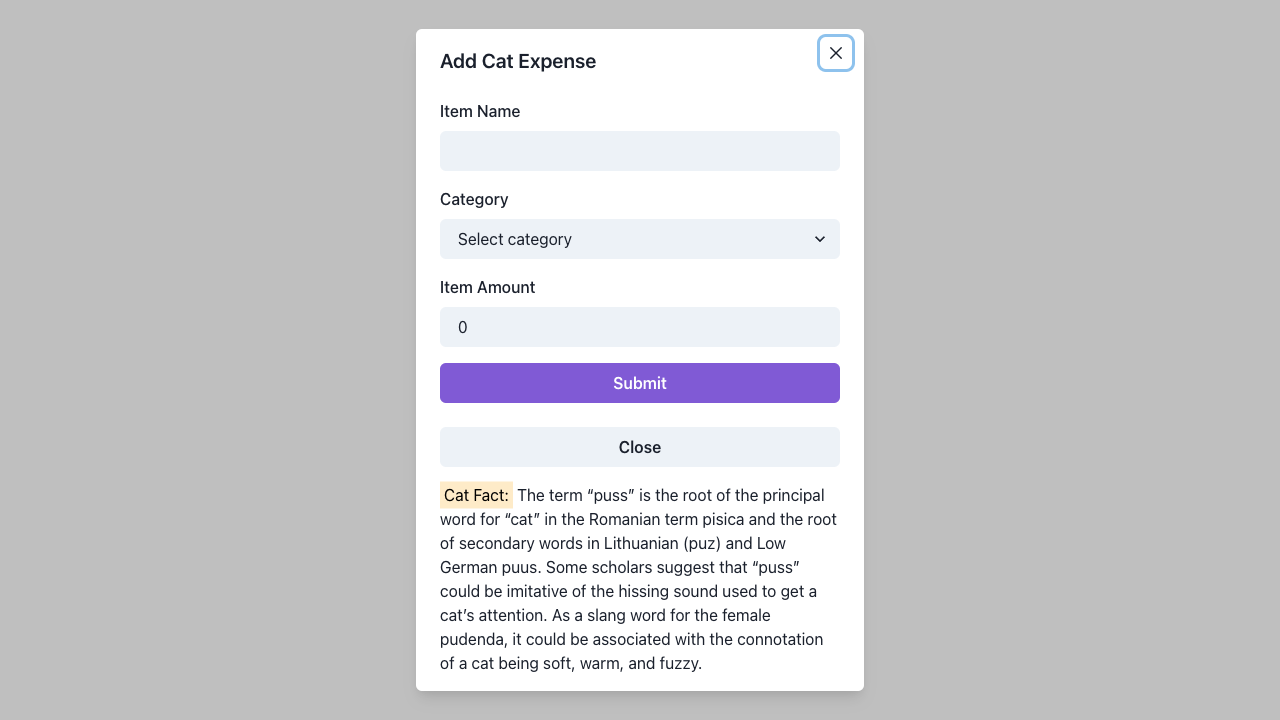 Add Cat Expense
Item Name
Category
Select category
Item Amount
0
Submit
Close
Cat Fact: The term “puss” is the root of the principal
word for “cat” in the Romanian term pisica and the root
of secondary words in Lithuanian (puz) and Low
German puus. Some scholars suggest that “puss”
could be imitative of the hissing sound used to get a
cat’s attention. As a slang word for the female
pudenda, it could be associated with the connotation
of a cat being soft, warm, and fuzzy.